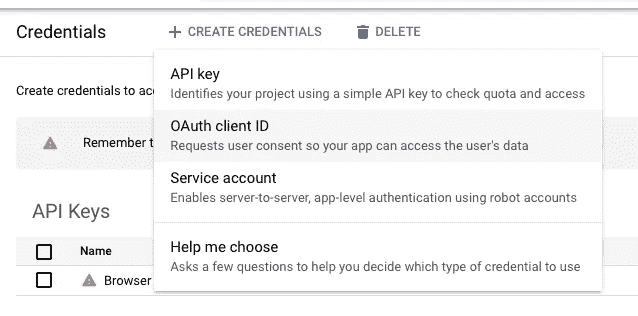 Credentials
+ CREATE CREDENTIALS
DELETE
API key
Identifies your project using a simple API key to check quota and access
Create credentials to
OAuth client ID
Requests user consent so your app can access the user's data
Remember
Service account
Enables server-to-server, app-level authentication using robot accounts
API Keys
Help me choose
Asks a few questions to help you decide which type of credential to use
Name
Browser